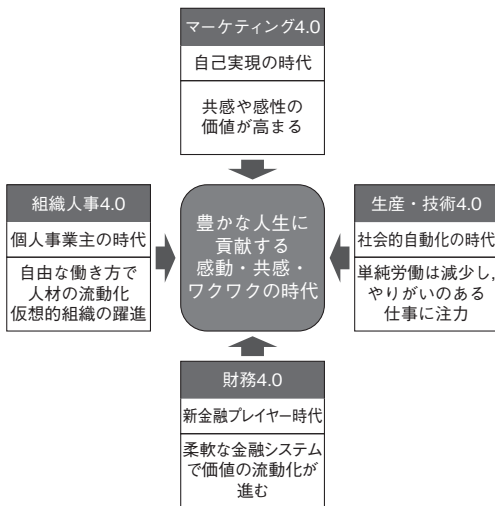 マーケティング4.0
自己実現の時代
共感や感性の
価値が高まる
組織人事4.0
個人事業主の時代
自由な働き方で
人材の流動化
仮想的組織の躍進
豊かな人生に
貢献する
感動・共感・
ワクワクの時代
生産・技術4.0
社会的自動化の時代
単純労働は減少し,
やりがいのある
仕事に注力
財務4.0
新金融プレイヤー時代
柔軟な金融システム
で価値の流動化が
進む